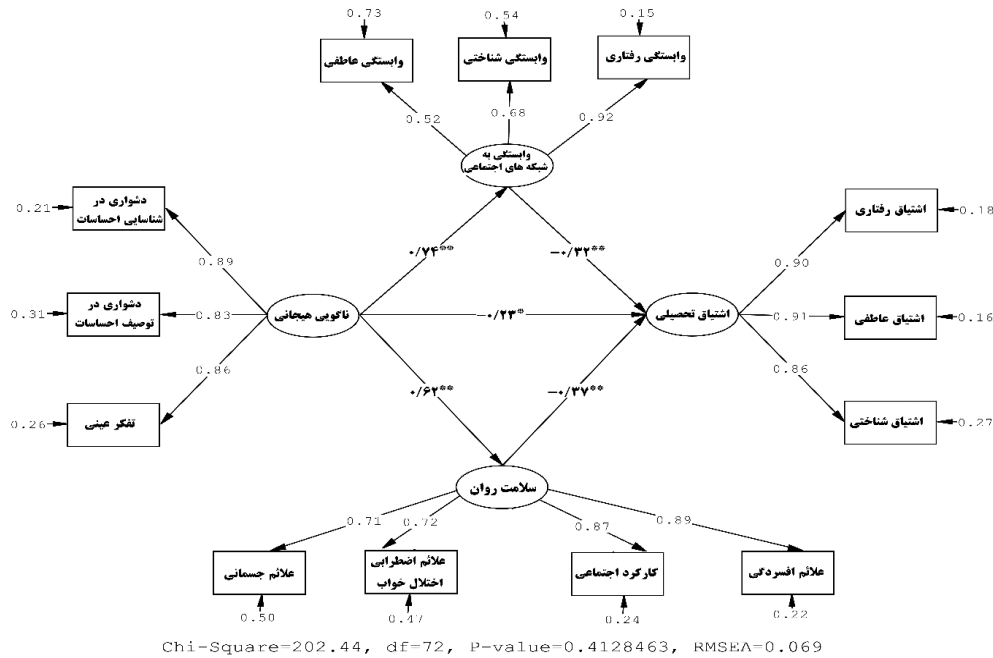 0.73
0.54
0.15
وابستگی عاطفی
وابستگی شناختی
وابستگی رفتاری
0.52
0.68
0.92
وابستگی به
شبکه های اجتماعی
0.21
دشواری در
شناسایی احساسات
اشتیاق رفتاری
0.18
0.89
۰/۷۴**
−۰/۳۲**
0.90
0.31
دشواری در
توصیف احساسات
0.83
ناگویی هیجانی
−۰/۲۳*
اشتیاق تحصیلی
0.91
اشتیاق عاطفی
0.16
0.86
۰/۶۲**
−۰/۳۷**
0.86
0.26
تفکر عینی
اشتیاق شناختی
0.27
سلامت روان
0.71
0.72
0.87
0.89
علائم جسمانی
علائم اضطرابی
اختلال خواب
کارکرد اجتماعی
علائم افسردگی
0.50
0.47
0.24
0.22
Chi-Square=202.44, df=72, P-value=0.4128463, RMSEA=0.069